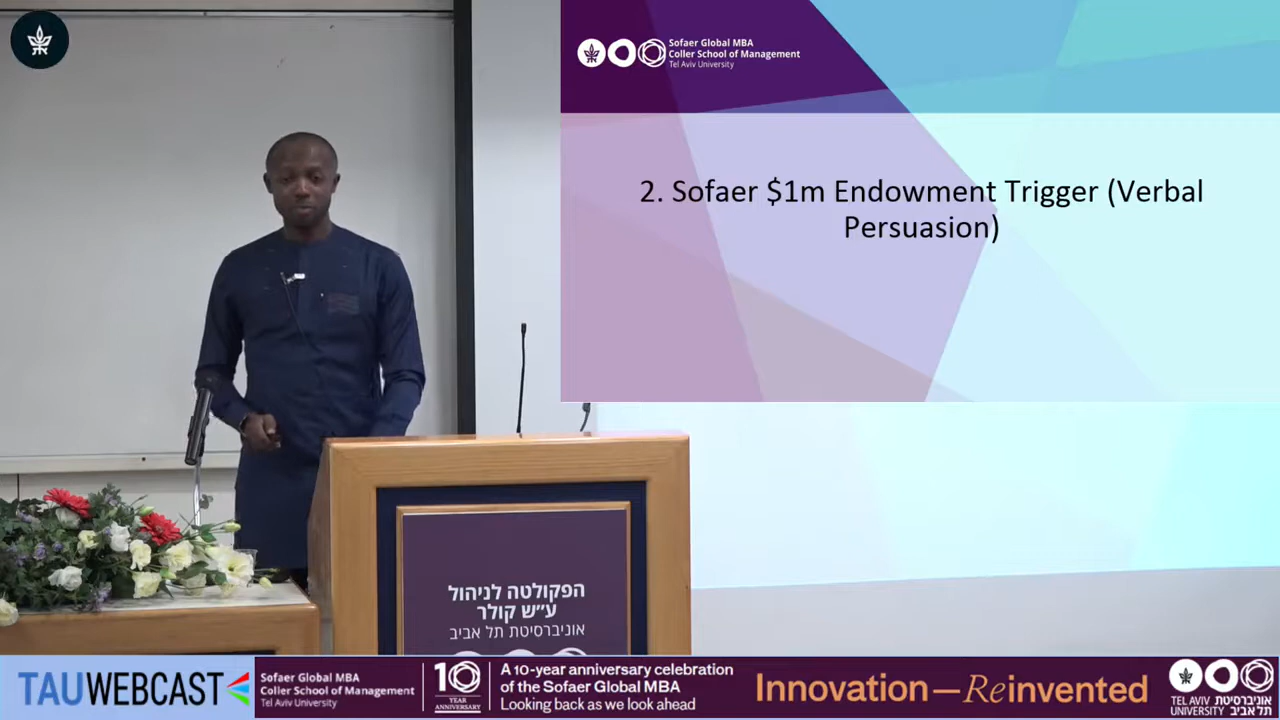 Sofaer Global MBA
Coller School of Management
Tel Aviv University
2. Sofaer $1m Endowment Trigger (Verbal
Persuasion)
הפקולטה לניהול
ע״ש קולר
אוניברסיטת תל אביב
TAUWEBCAST
Sofaer Global MBA
Coller School of Management
Tel Aviv University
10
YEAR
ANNIVERSARY
A 10-year anniversary celebration
of the Sofaer Global MBA
Looking back as we look ahead
Innovation—Reinvented
TEL AVIV אוניברסיטת
UNIVERSITY תל אביב